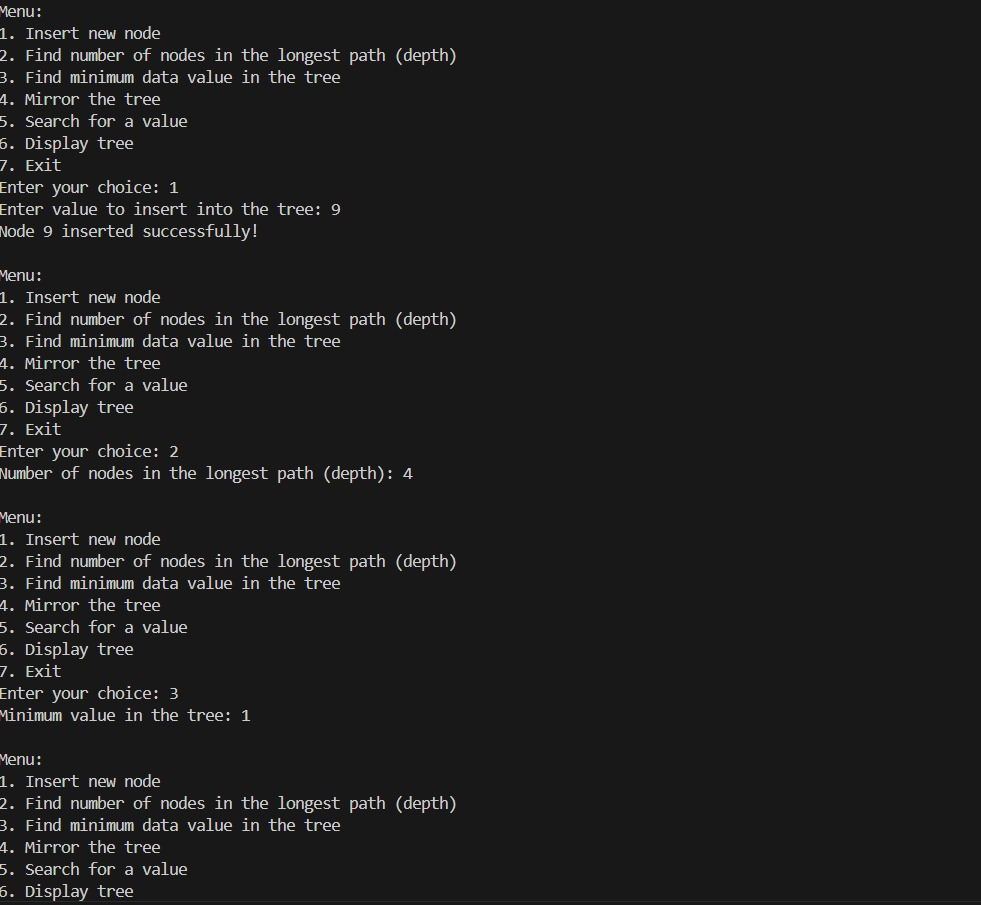 Menu:
1. Insert new node
2. Find number of nodes in the longest path (depth)
3. Find minimum data value in the tree
4. Mirror the tree
5. Search for a value
6. Display tree
7. Exit
Enter your choice: 1
Enter value to insert into the tree: 9
Node 9 inserted successfully!

Menu:
1. Insert new node
2. Find number of nodes in the longest path (depth)
3. Find minimum data value in the tree
4. Mirror the tree
5. Search for a value
6. Display tree
7. Exit
Enter your choice: 2
Number of nodes in the longest path (depth): 4

Menu:
1. Insert new node
2. Find number of nodes in the longest path (depth)
3. Find minimum data value in the tree
4. Mirror the tree
5. Search for a value
6. Display tree
7. Exit
Enter your choice: 3
Minimum value in the tree: 1

Menu:
1. Insert new node
2. Find number of nodes in the longest path (depth)
3. Find minimum data value in the tree
4. Mirror the tree
5. Search for a value
6. Display tree